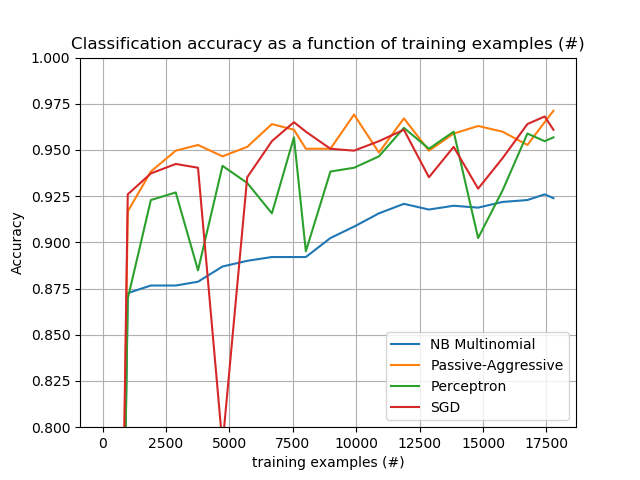 Classification accuracy as a function of training examples (#)
1.000
0.975
0.950
0.925
0.900
0.875
0.850
0.825
0.800
Accuracy
NB Multinomial
Passive-Aggressive
Perceptron
SGD
0 2500 5000 7500 10000 12500 15000 17500
training examples (#)